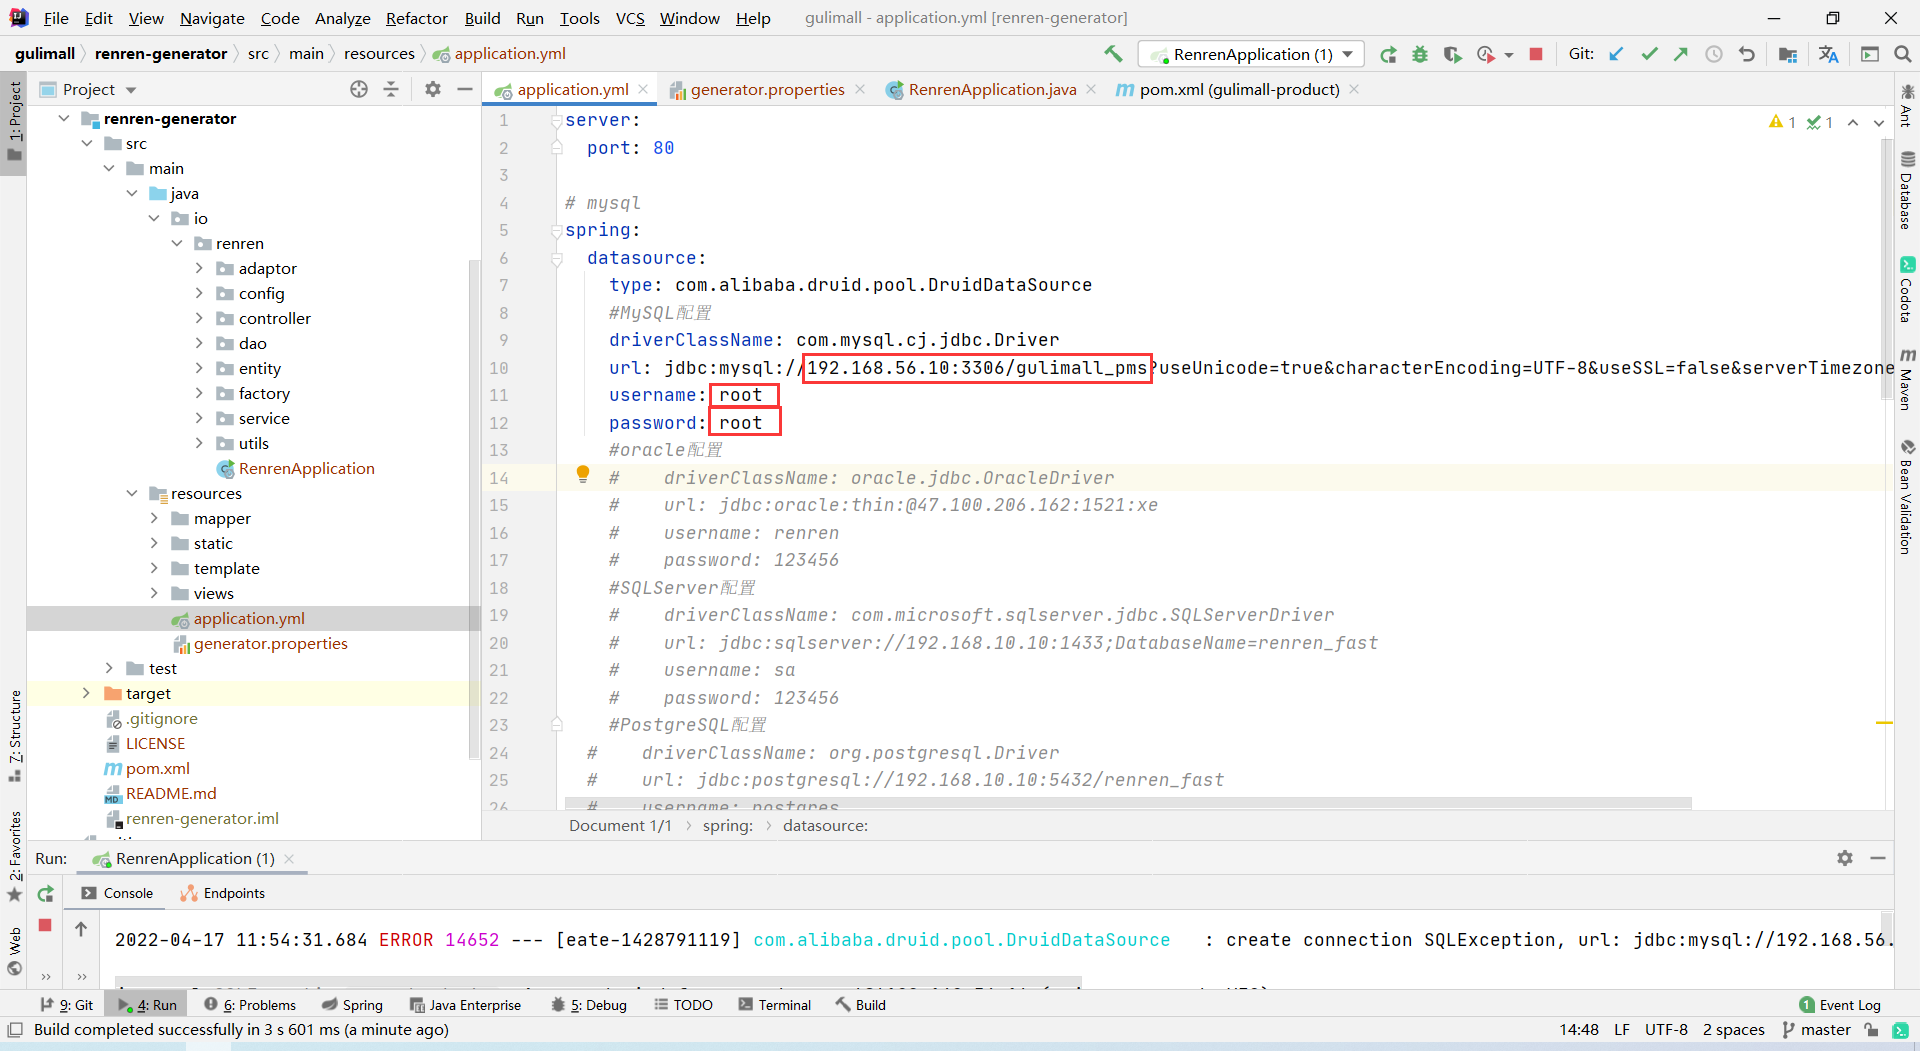 File Edit View Navigate Code Analyze Refactor Build Run Tools VCS Window Help gulimall - application.yml [renren-generator]
gulimall renren-generator src main resources application.yml RenrenApplication (1) Git:
Project application.yml generator.properties RenrenApplication.java pom.xml (gulimall-product)
1: Project
7: Structure
2: Favorites
Web
renren-generator
src
main
java
io
renren
adaptor
config
controller
dao
entity
factory
service
utils
RenrenApplication
resources
mapper
static
template
views
application.yml
generator.properties
test
target
.gitignore
LICENSE
pom.xml
README.md
renren-generator.iml
1 server:
2 port: 80
3
4 # mysql
5 spring:
6 datasource:
7 type: com.alibaba.druid.pool.DruidDataSource
8 #MySQL配置
9 driverClassName: com.mysql.cj.jdbc.Driver
10 url: jdbc:mysql://192.168.56.10:3306/gulimall_pms?useUnicode=true&characterEncoding=UTF-8&useSSL=false&serverTimezone
11 username: root
12 password: root
13 #oracle配置
14 # driverClassName: oracle.jdbc.OracleDriver
15 # url: jdbc:oracle:thin:@47.100.206.162:1521:xe
16 # username: renren
17 # password: 123456
18 #SQLServer配置
19 # driverClassName: com.microsoft.sqlserver.jdbc.SQLServerDriver
20 # url: jdbc:sqlserver://192.168.10.10:1433;DatabaseName=renren_fast
21 # username: sa
22 # password: 123456
23 #PostgreSQL配置
24 # driverClassName: org.postgresql.Driver
25 # url: jdbc:postgresql://192.168.10.10:5432/renren_fast
26 # username: postgres
1 1
Ant
Database
Codota
Maven
Bean Validation
Document 1/1 spring: datasource:
Run: RenrenApplication (1)
Console Endpoints
2022-04-17 11:54:31.684 ERROR 14652 --- [eate-1428791119] com.alibaba.druid.pool.DruidDataSource : create connection SQLException, url: jdbc:mysql://192.168.56.
9: Git 4: Run 6: Problems Spring Java Enterprise 5: Debug TODO Terminal Build 1 Event Log
Build completed successfully in 3 s 601 ms (a minute ago) 14:48 LF UTF-8 2 spaces master